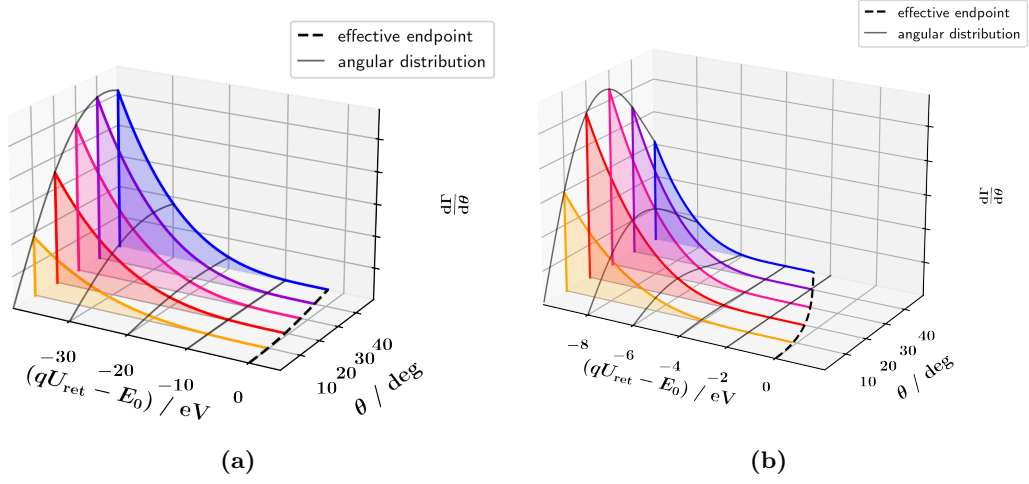 effective endpoint
angular distribution
dΓ/dθ
−30
−20
−10
0
(qU_ret − E_0) / eV
10
20
30
40
θ / deg
(a)
effective endpoint
angular distribution
dΓ/dθ
−8
−6
−4
−2
0
(qU_ret − E_0) / eV
10
20
30
40
θ / deg
(b)